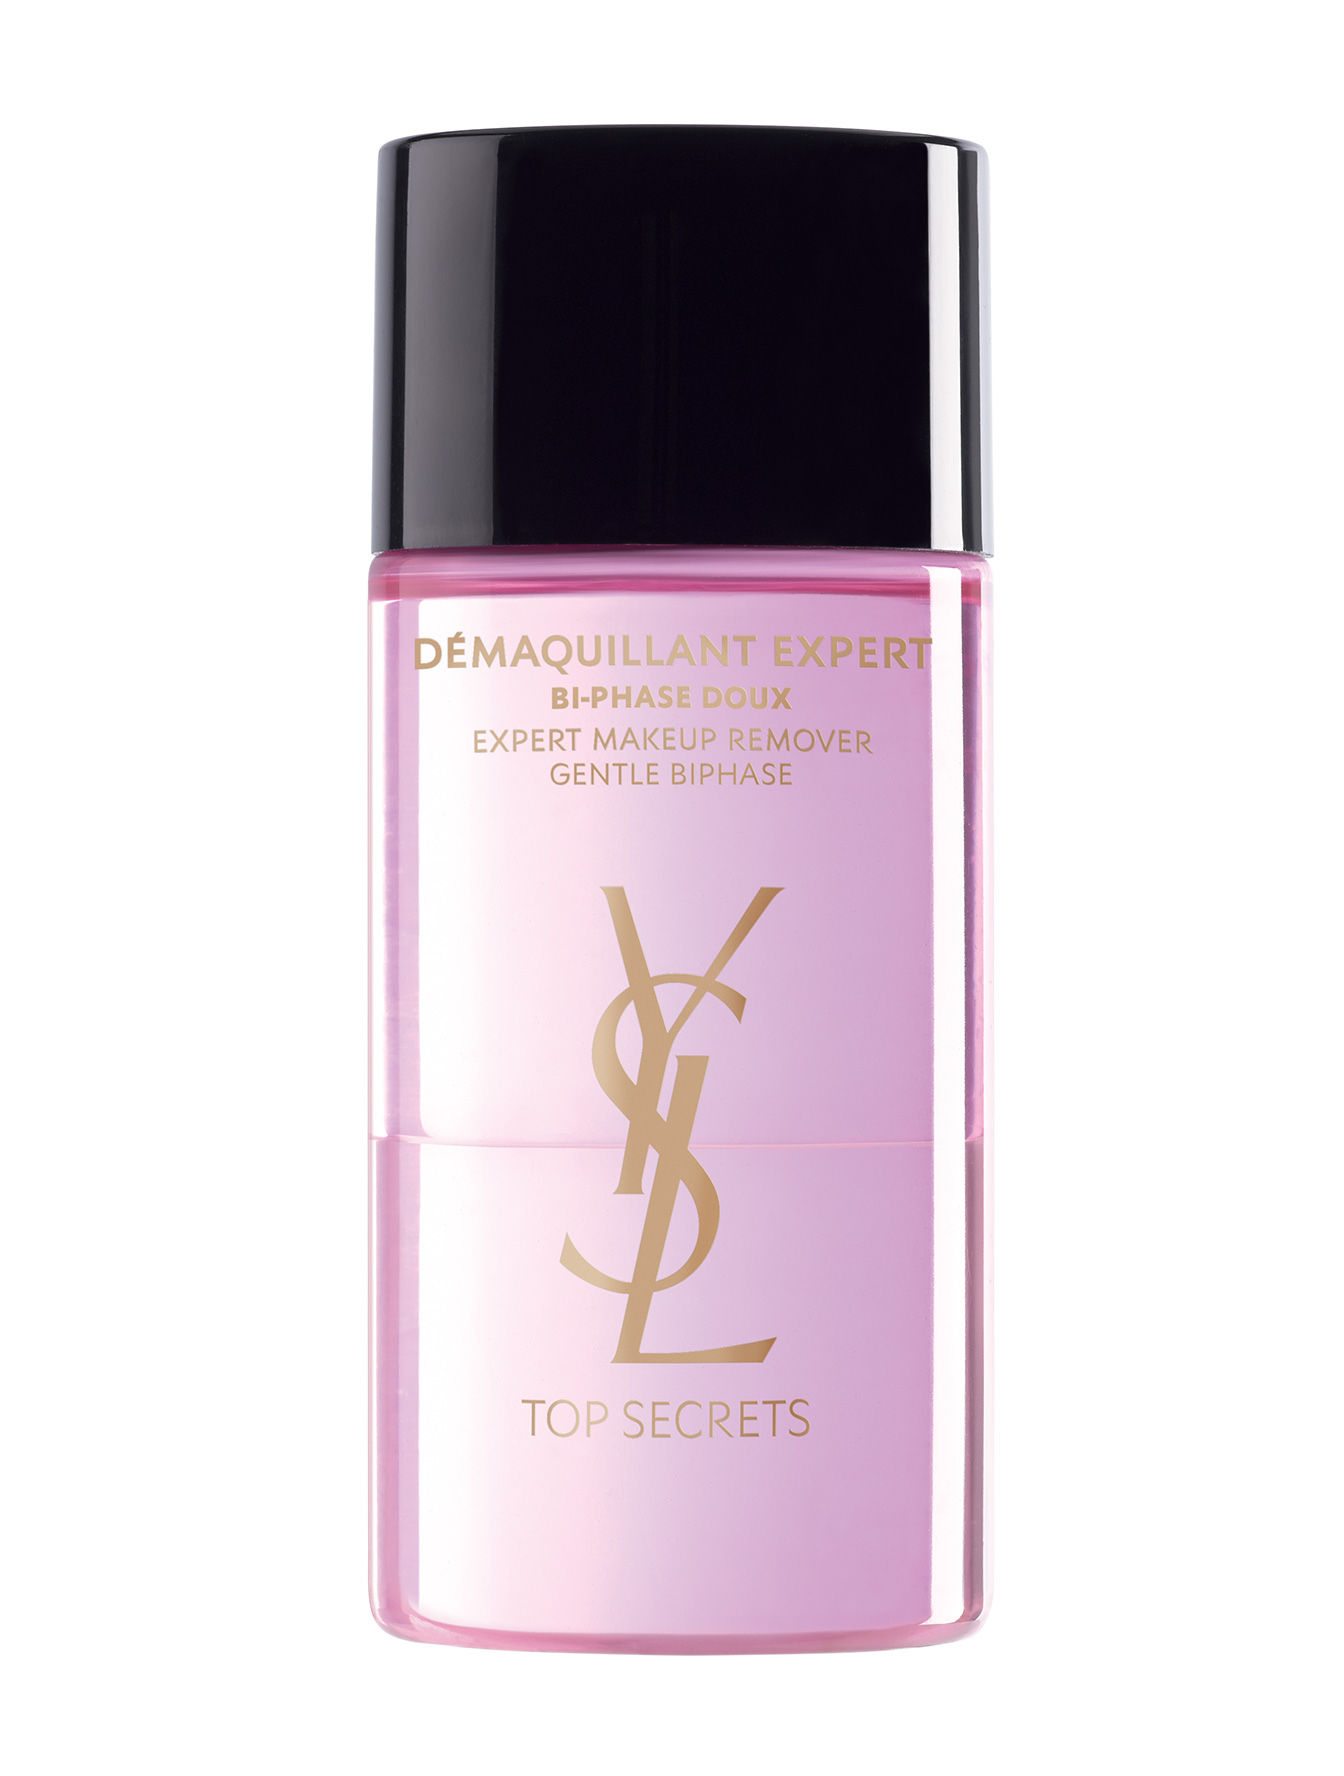 DÉMAQUILLANT EXPERT
BI-PHASE DOUX
EXPERT MAKEUP REMOVER
GENTLE BIPHASE
YSL
TOP SECRETS